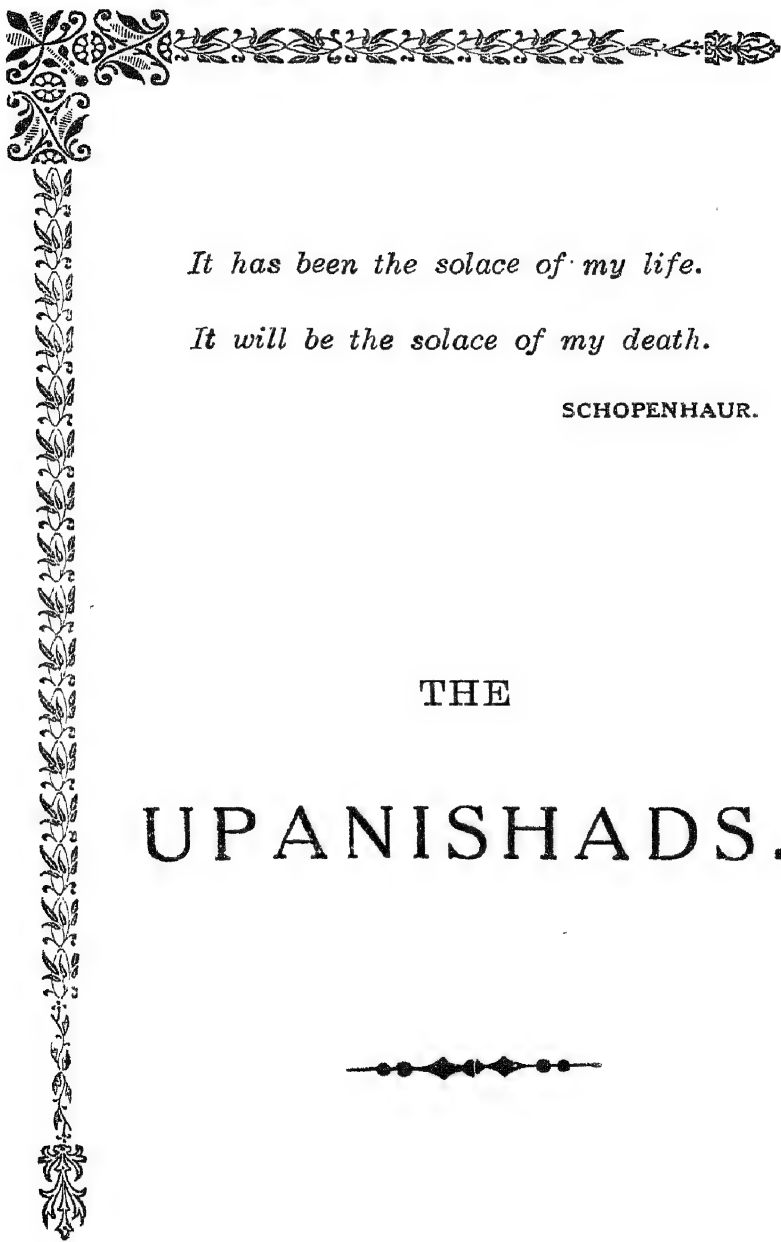 It has been the solace of my life.
It will be the solace of my death.
SCHOPENHAUR.
THE
UPANISHADS.